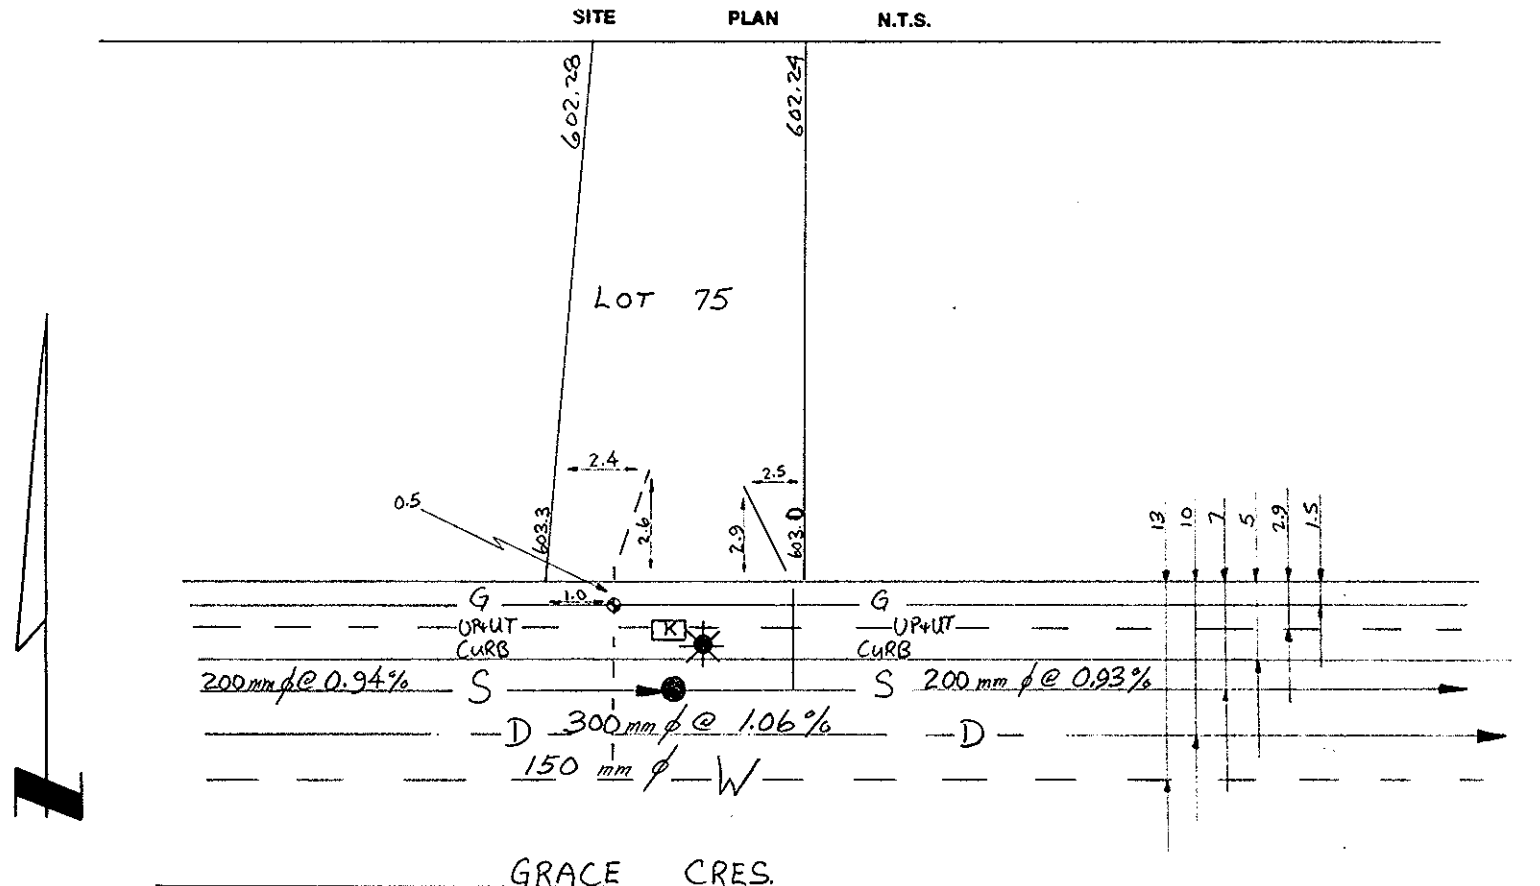 SITE PLAN N.T.S.
602.28
602.24
LOT 75
2.4
2.5
0.5
603.3
2.6
2.9
603.0
13
10
7
5
2.9
1.5
G 1.0 G
UP+UT K UP+UT
CURB CURB
200mm ϕ @ 0.94% S S 200 mm ϕ @ 0.93%
D 300 mm ϕ @ 1.06% D
150 mm ϕ W
GRACE CRES.